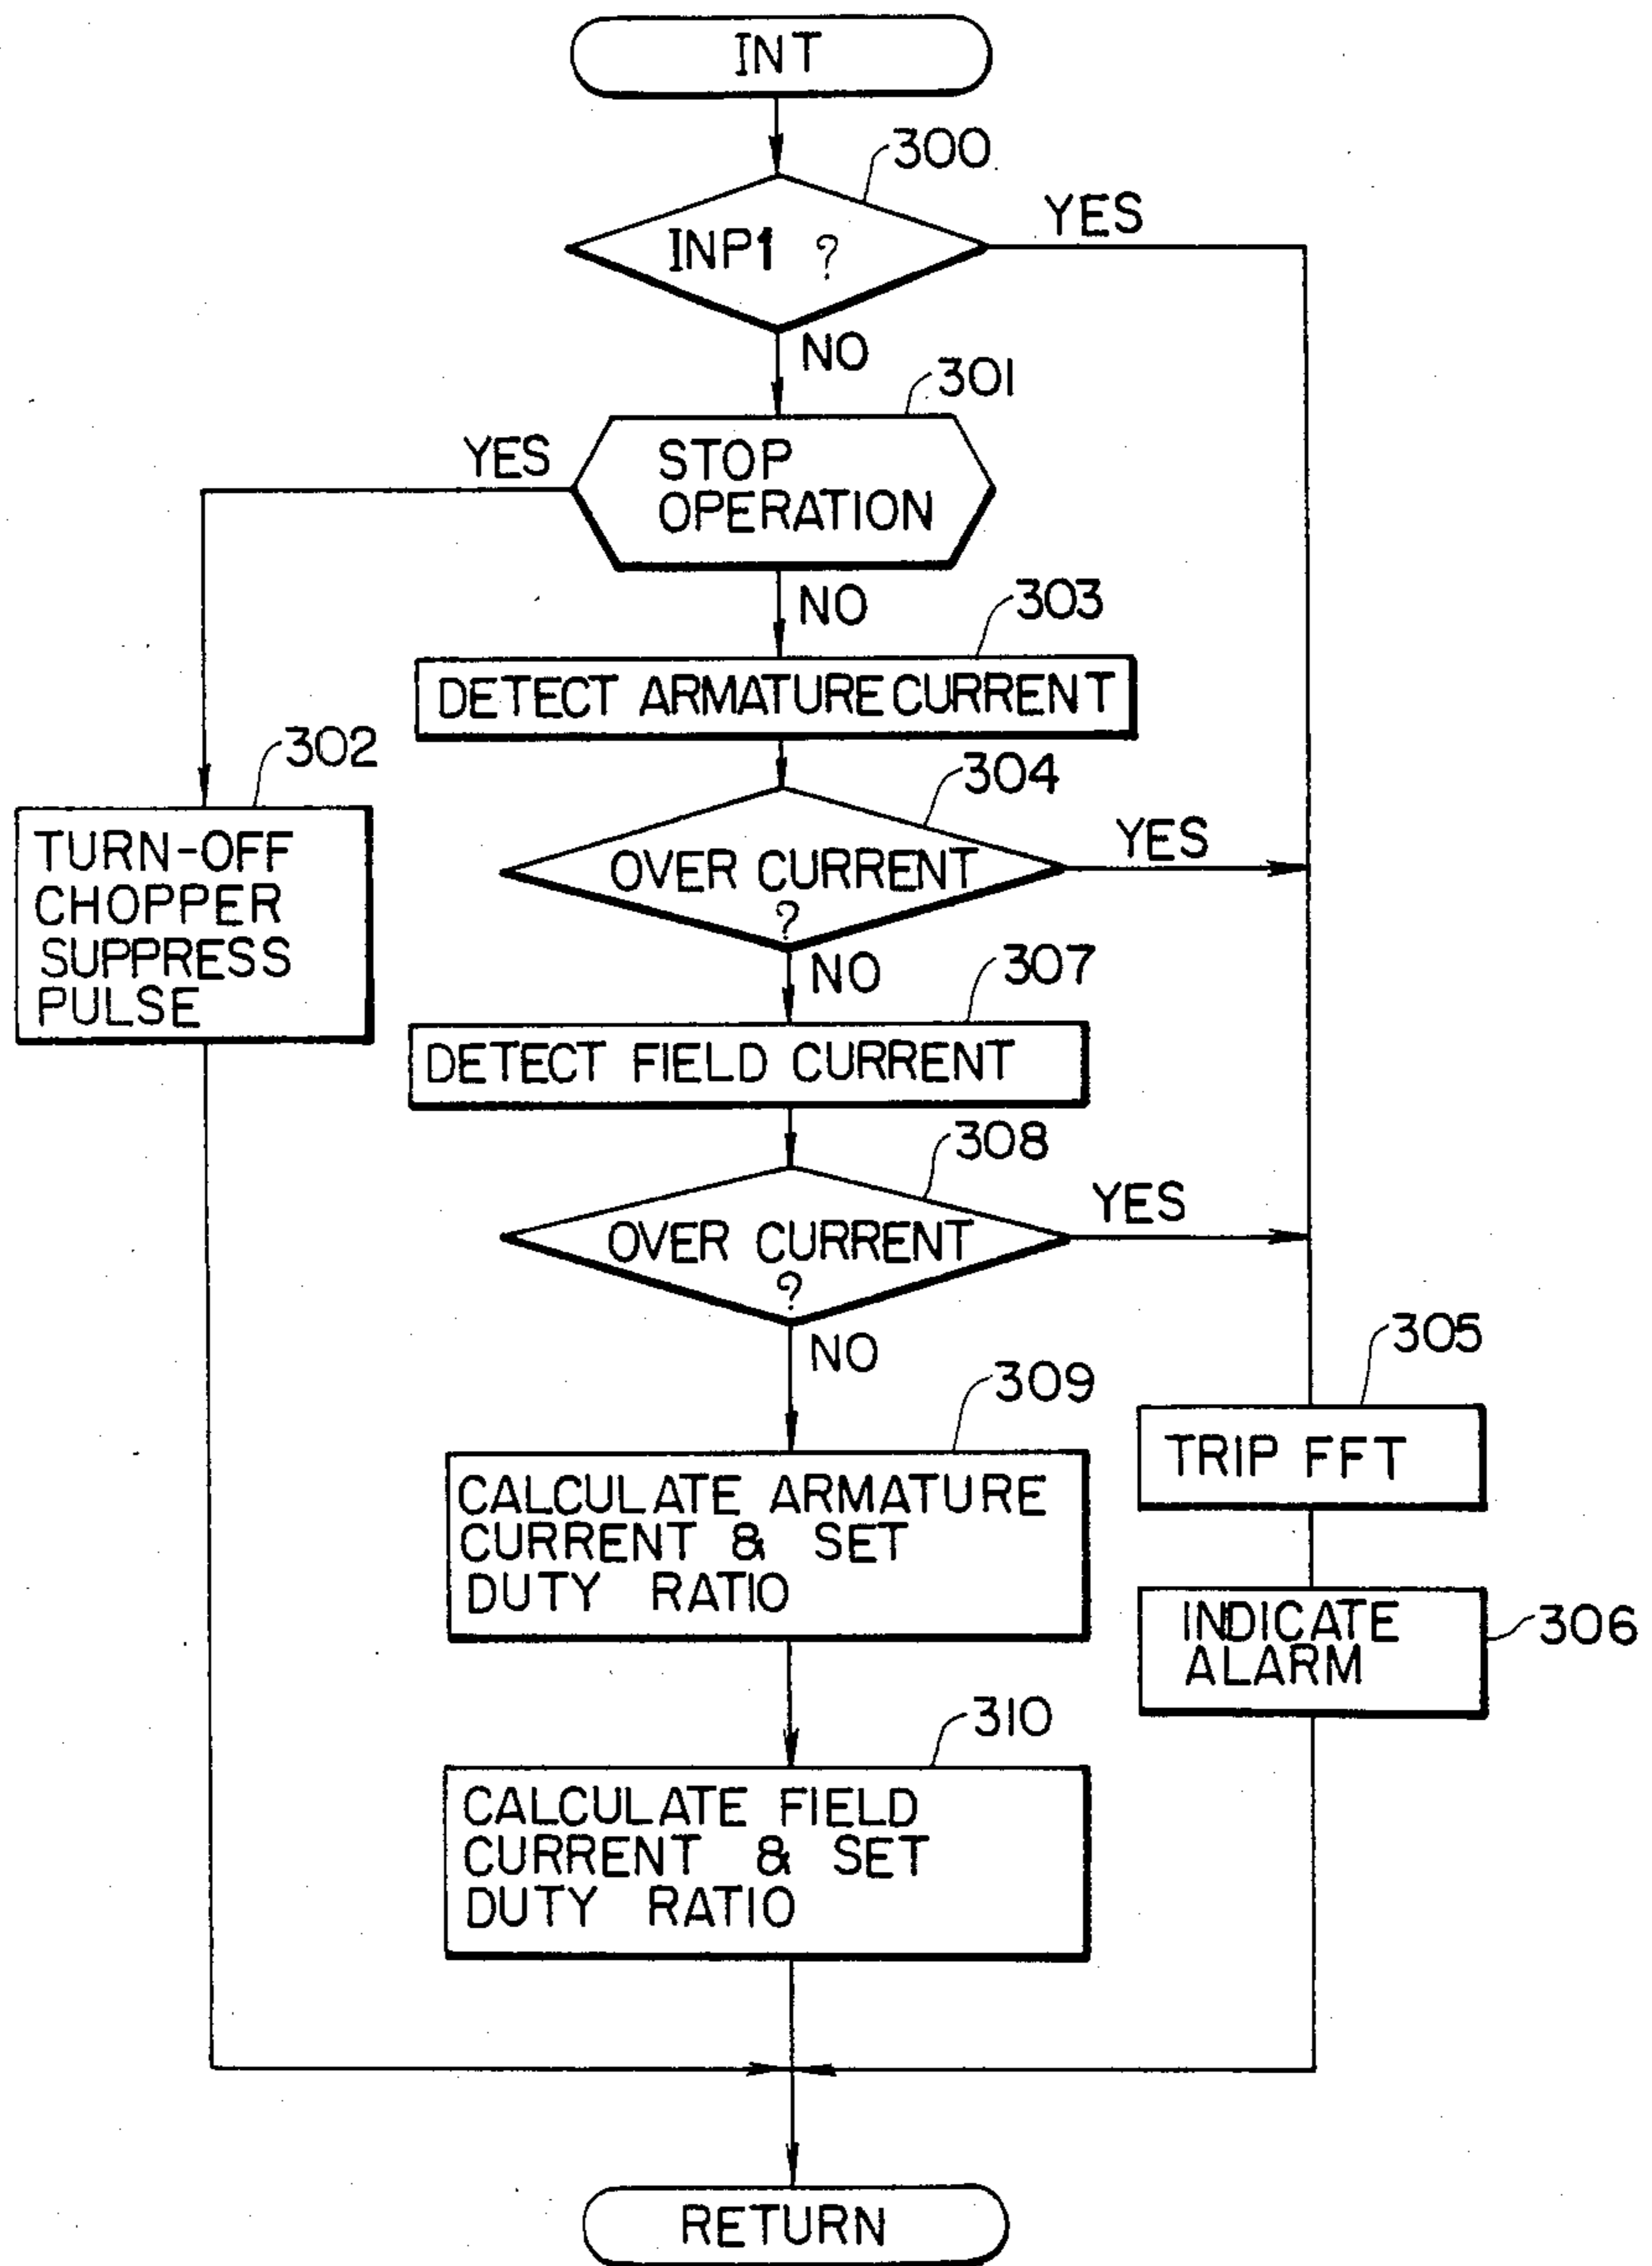 INT
300
INP1 ?
YES
NO
301
YES
STOP
OPERATION
NO
303
DETECT ARMATURE CURRENT
302
TURN-OFF
CHOPPER
SUPPRESS
PULSE
304
OVER CURRENT
?
YES
NO
307
DETECT FIELD CURRENT
308
OVER CURRENT
?
YES
NO
305
TRIP FFT
309
CALCULATE ARMATURE
CURRENT & SET
DUTY RATIO
INDICATE
ALARM
306
310
CALCULATE FIELD
CURRENT & SET
DUTY RATIO
RETURN